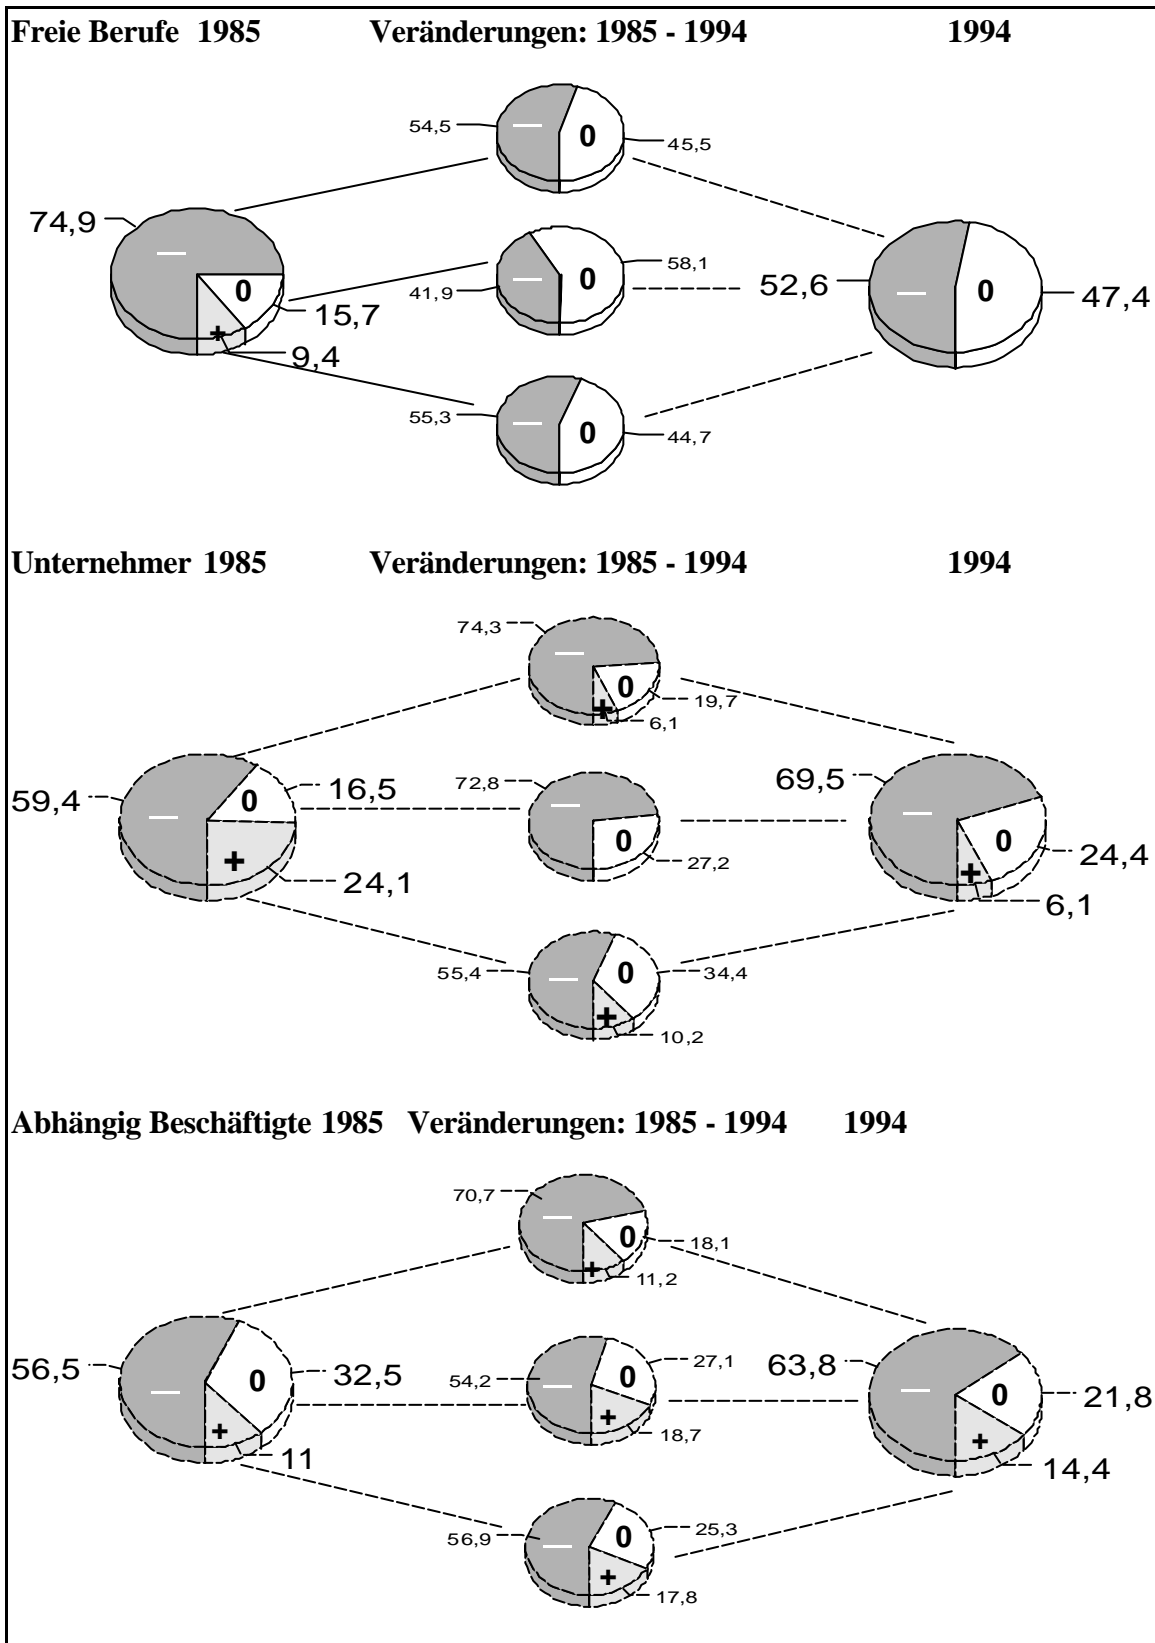 Freie Berufe 1985 Veränderungen: 1985 - 1994 1994
54,5 — 0 45,5
74,9 — 0 15,7 + 9,4
41,9 — 0 58,1
52,6 — 0 47,4
55,3 — 0 44,7
Unternehmer 1985 Veränderungen: 1985 - 1994 1994
74,3 — 0 19,7 + 6,1
59,4 — 0 16,5 + 24,1
72,8 — 0 27,2
69,5 — 0 24,4 + 6,1
55,4 — 0 34,4 + 10,2
Abhängig Beschäftigte 1985 Veränderungen: 1985 - 1994 1994
70,7 — 0 18,1 + 11,2
56,5 — 0 32,5 + 11
54,2 — 0 27,1 + 18,7
63,8 — 0 21,8 + 14,4
56,9 — 0 25,3 + 17,8